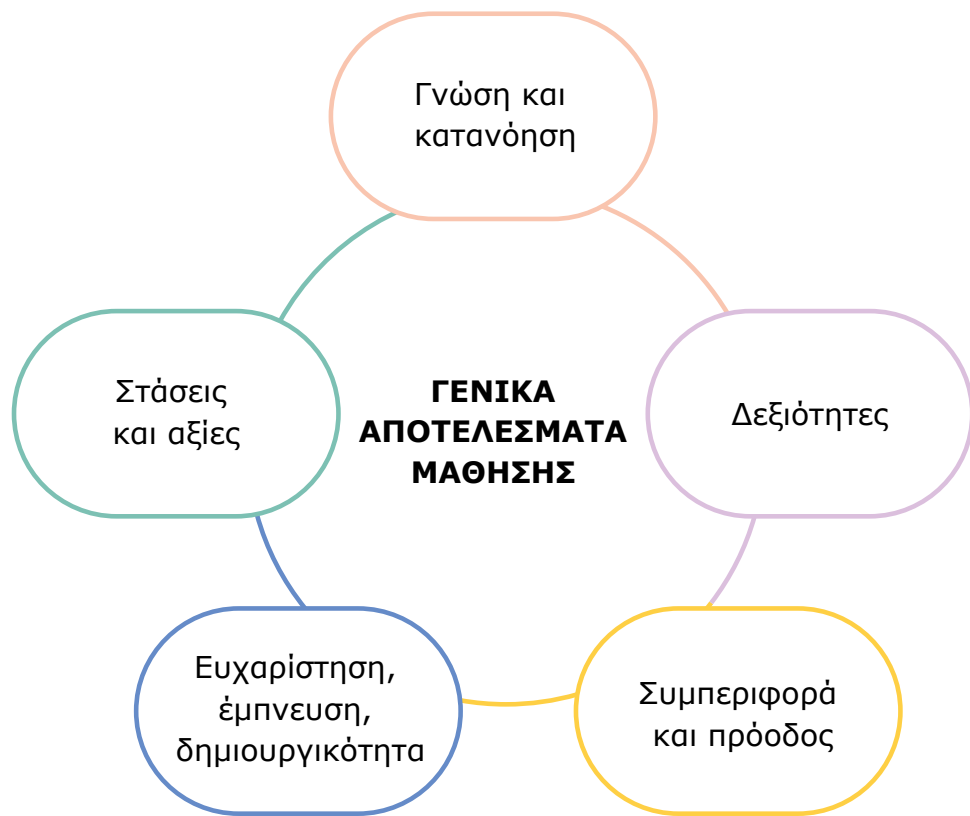 Γνώση και
κατανόηση
Στάσεις
και αξίες
ΓΕΝΙΚΑ
ΑΠΟΤΕΛΕΣΜΑΤΑ
ΜΑΘΗΣΗΣ
Δεξιότητες
Ευχαρίστηση,
έμπνευση,
δημιουργικότητα
Συμπεριφορά
και πρόοδος